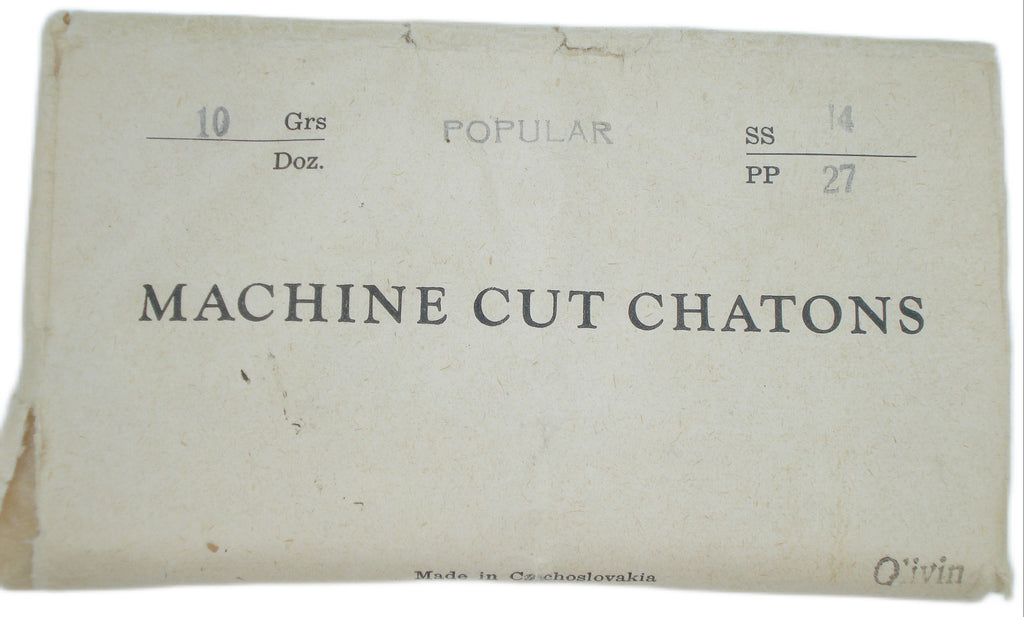 10 Grs
Doz.
POPULAR
SS 14
PP 27
MACHINE CUT CHATONS
Made in Czechoslovakia
Olivin